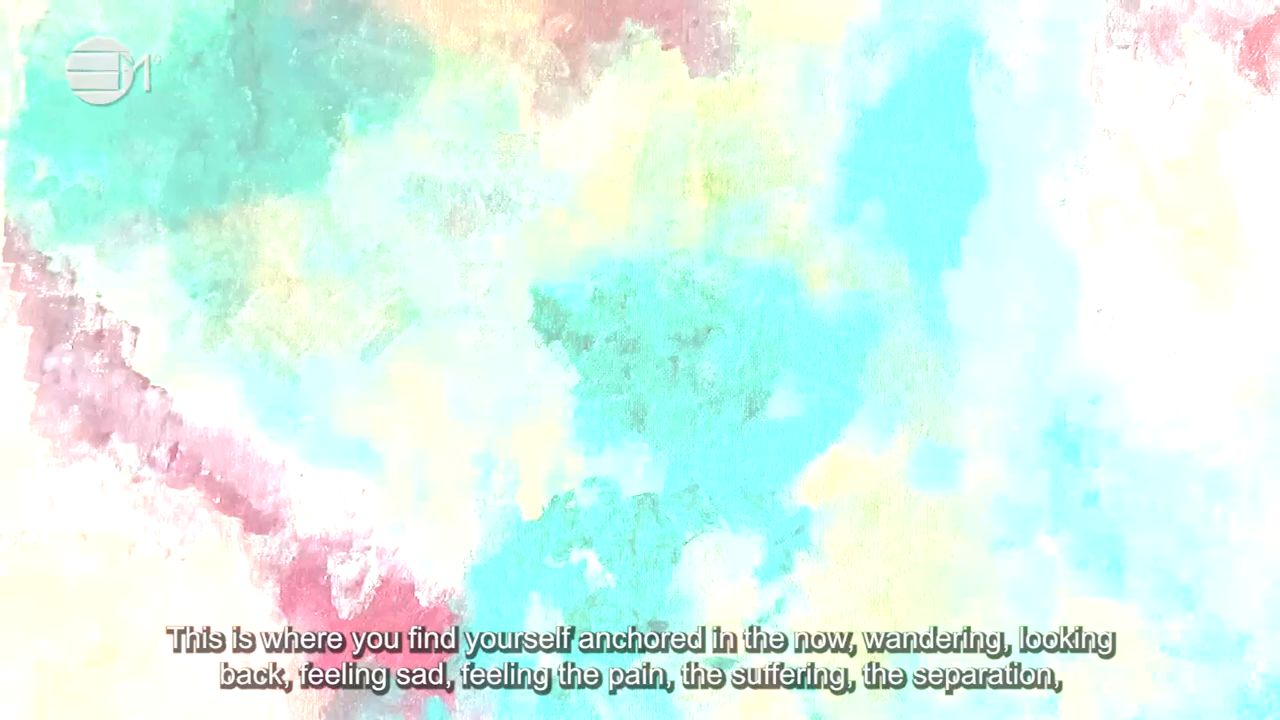 This is where you find yourself anchored in the now, wandering, looking
back, feeling sad, feeling the pain, the suffering, the separation,